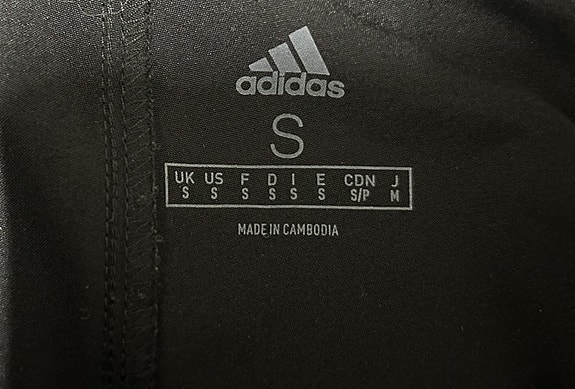 adidas
S
UK US F D I E CDN J
S S S S S S S/P M
MADE IN CAMBODIA